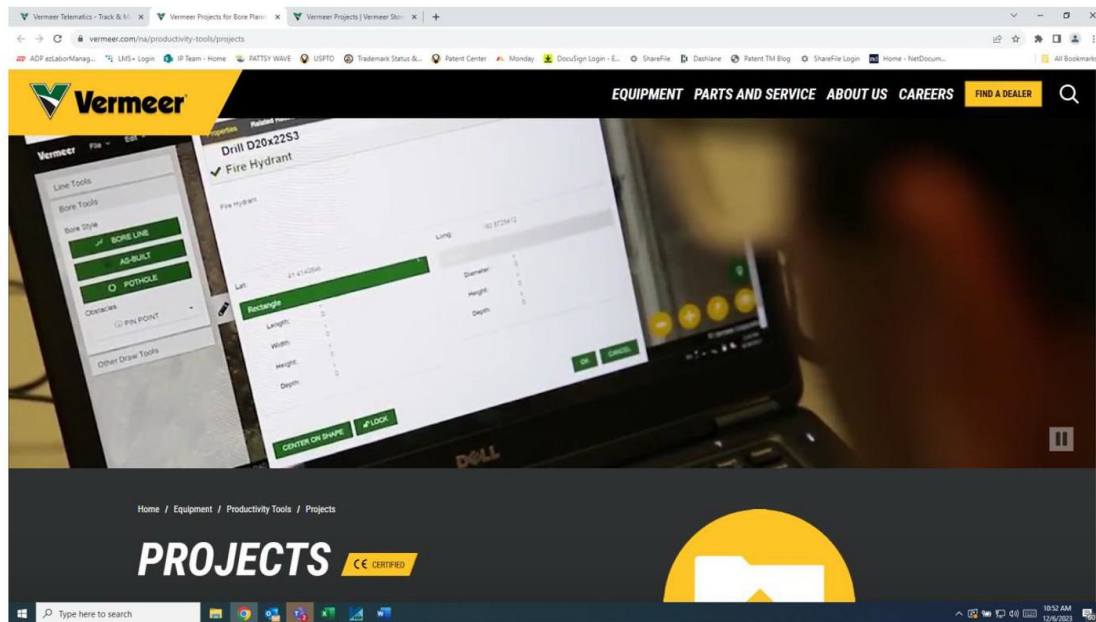 Vermeer Telematics - Track & M
Vermeer Projects for Bore Plann
Vermeer Projects | Vermeer Stor
vermeer.com/na/productivity-tools/projects
ADP ezLaborManag...
LMS+ Login
IP Team - Home
PATTSY WAVE
USPTO
Trademark Status &...
Patent Center
Monday
DocuSign Login - E...
ShareFile
Dashlane
Patent TM Blog
ShareFile Login
Home - NetDocum...
All Bookmarks
Vermeer
EQUIPMENT PARTS AND SERVICE ABOUT US CAREERS FIND A DEALER
Vermeer File Edit
Properties
Line Tools
Bore Tools
Bore Style
BORE LINE
AS-BUILT
POTHOLE
Obstacles
PIN POINT
Other Draw Tools
Drill D20x22S3
Fire Hydrant
Fire Hydrant
Lat:
Long:
Rectangle
Length:
Width:
Height:
Depth:
Diameter:
Height:
Depth:
OK CANCEL
CENTER ON SHAPE LOCK
DELL
Home / Equipment / Productivity Tools / Projects
PROJECTS CE CERTIFIED
Type here to search
10:52 AM
12/6/2023